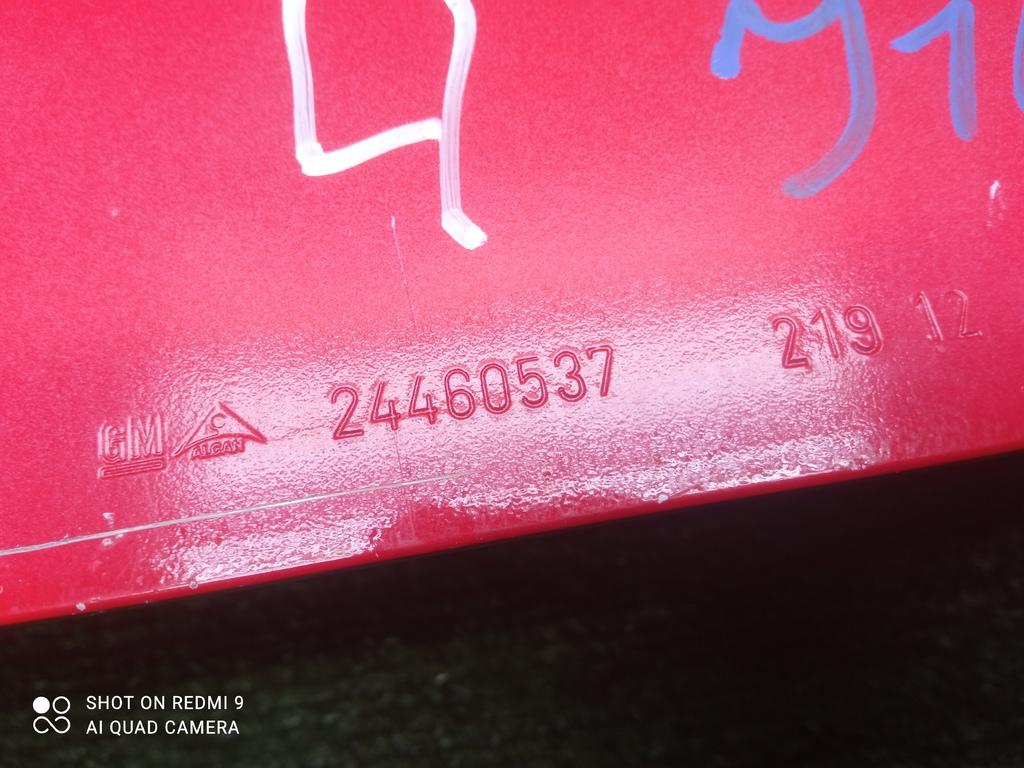 GM ALCAN 24460537 219 12
SHOT ON REDMI 9
AI QUAD CAMERA